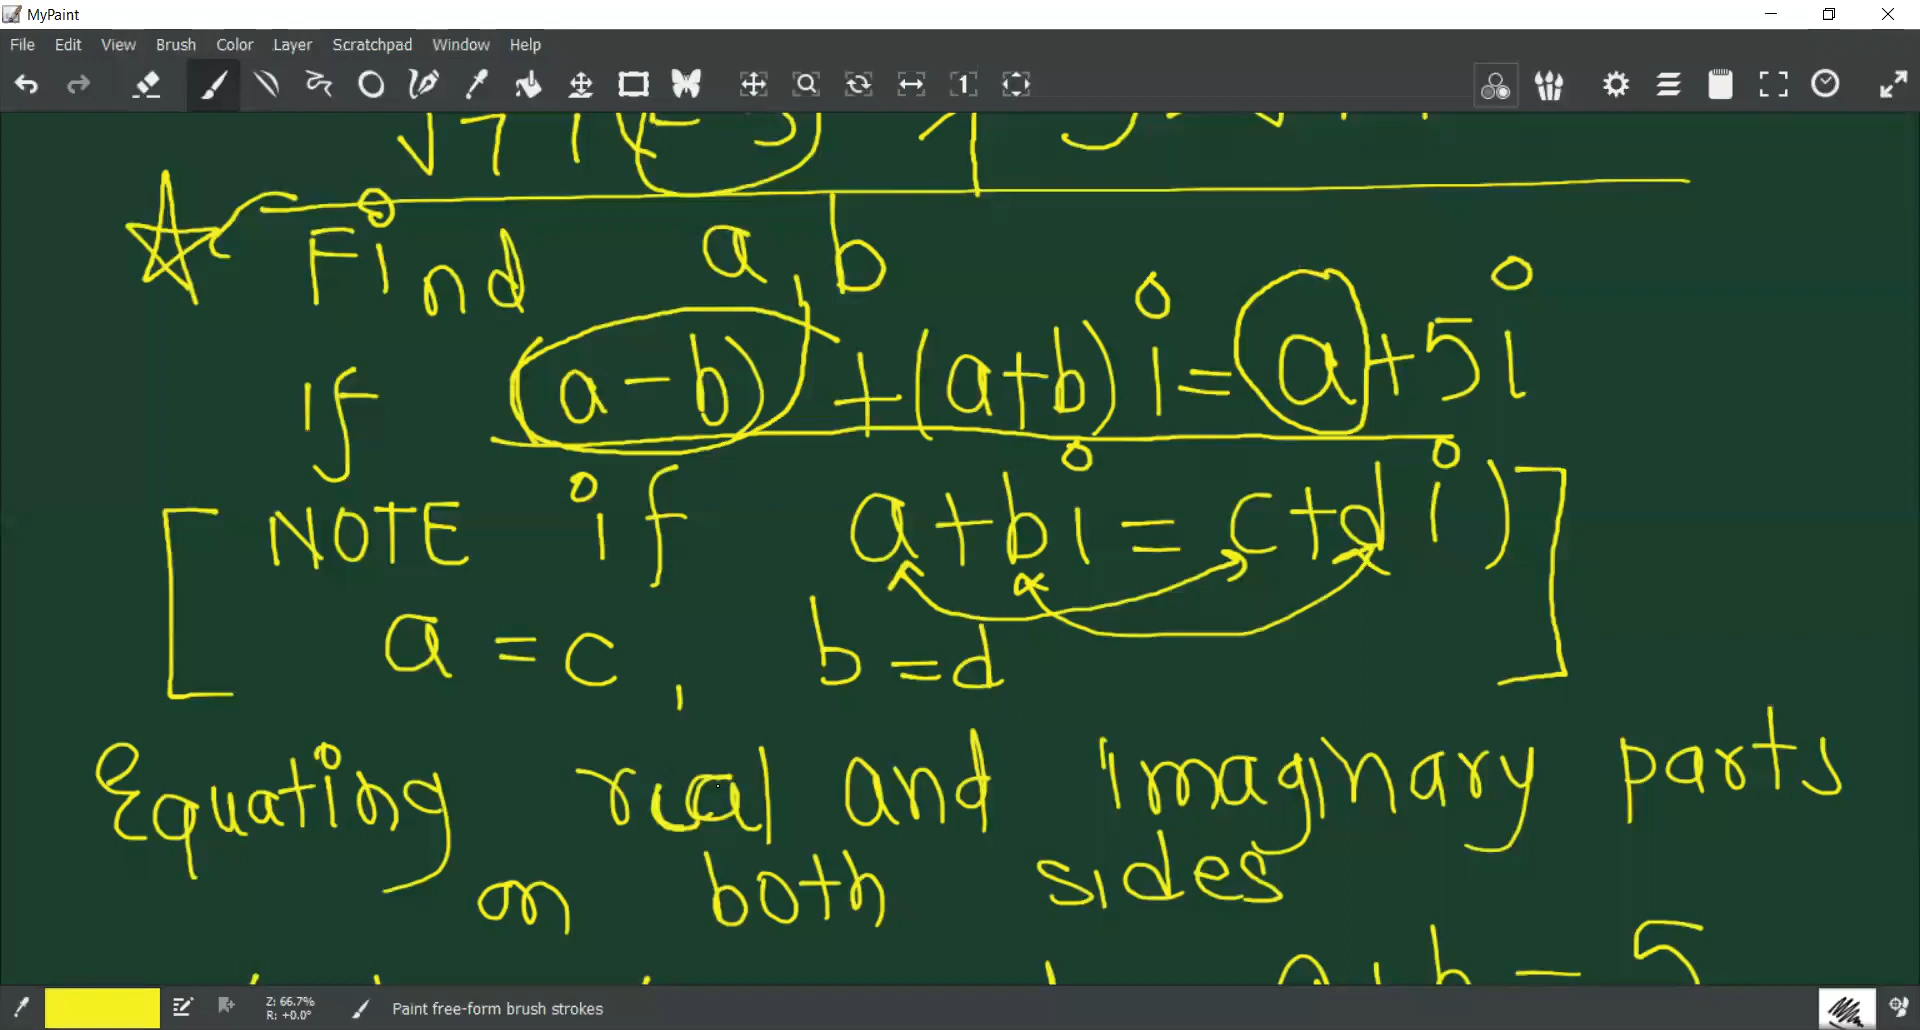 MyPaint
File Edit View Brush Color Layer Scratchpad Window Help
Find a, b
if (a-b) + (a+b) i = a+5i
[ NOTE if a+bi = c+di) ]
a = c, b = d
Equating real and imaginary parts
on both sides
a+b = 5
Z: 66.7%
R: +0.0°
Paint free-form brush strokes